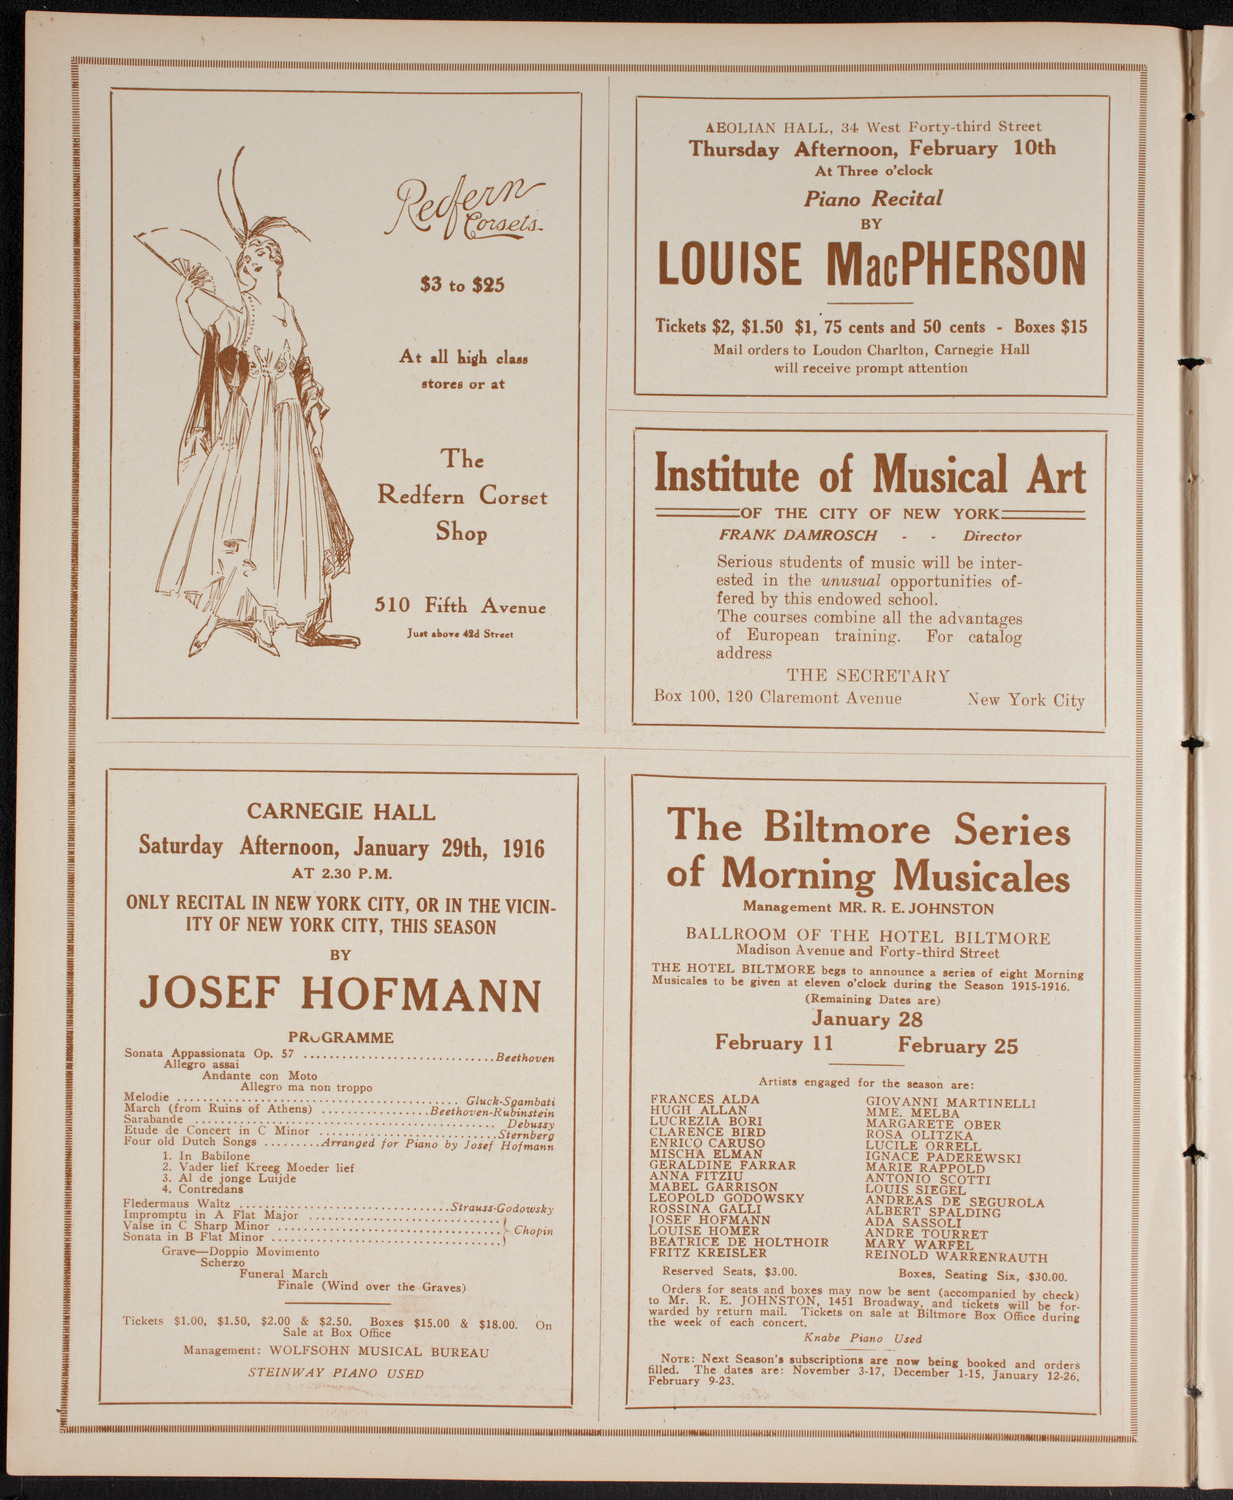 Redfern
Corsets.
$3 to $25
At all high class
stores or at
The
Redfern Corset
Shop
510 Fifth Avenue
Just above 42d Street
AEOLIAN HALL, 34 West Forty-third Street
Thursday Afternoon, February 10th
At Three o'clock
Piano Recital
BY
LOUISE MacPHERSON
Tickets $2, $1.50 $1, 75 cents and 50 cents - Boxes $15
Mail orders to Loudon Charlton, Carnegie Hall
will receive prompt attention
Institute of Musical Art
OF THE CITY OF NEW YORK
FRANK DAMROSCH - - Director
Serious students of music will be inter-
ested in the unusual opportunities of-
fered by this endowed school.
The courses combine all the advantages
of European training. For catalog
address
THE SECRETARY
Box 100, 120 Claremont Avenue New York City
CARNEGIE HALL
Saturday Afternoon, January 29th, 1916
AT 2.30 P.M.
ONLY RECITAL IN NEW YORK CITY, OR IN THE VICIN-
ITY OF NEW YORK CITY, THIS SEASON
BY
JOSEF HOFMANN
PROGRAMME
Sonata Appassionata Op. 57 ............................Beethoven
Allegro assai
Andante con Moto
Allegro ma non troppo
Melodie ............................................ Gluck-Sgambati
March (from Ruins of Athens) ................Beethoven-Rubinstein
Sarabande ............................................ Debussy
Etude de Concert in C Minor ..........................Sternberg
Four old Dutch Songs .........Arranged for Piano by Josef Hofmann
1. In Babilone
2. Vader lief Kreeg Moeder lief
3. Al de jonge Luijde
4. Contredans
Fledermaus Waltz ..............................Strauss-Godowsky
Impromptu in A Flat Major ............................
Valse in C Sharp Minor ................................. Chopin
Sonata in B Flat Minor .................................
Grave—Doppio Movimento
Scherzo
Funeral March
Finale (Wind over the Graves)
Tickets $1.00, $1.50, $2.00 & $2.50. Boxes $15.00 & $18.00. On
Sale at Box Office
Management: WOLFSOHN MUSICAL BUREAU
STEINWAY PIANO USED
The Biltmore Series
of Morning Musicales
Management MR. R. E. JOHNSTON
BALLROOM OF THE HOTEL BILTMORE
Madison Avenue and Forty-third Street
THE HOTEL BILTMORE begs to announce a series of eight Morning
Musicales to be given at eleven o'clock during the Season 1915-1916.
(Remaining Dates are)
January 28
February 11 February 25
Artists engaged for the season are:
FRANCES ALDA
HUGH ALLAN
LUCREZIA BORI
CLARENCE BIRD
ENRICO CARUSO
MISCHA ELMAN
GERALDINE FARRAR
ANNA FITZIU
MABEL GARRISON
LEOPOLD GODOWSKY
ROSSINA GALLI
JOSEF HOFMANN
LOUISE HOMER
BEATRICE DE HOLTHOIR
FRITZ KREISLER
GIOVANNI MARTINELLI
MME. MELBA
MARGARETE OBER
ROSA OLITZKA
LUCILE ORRELL
IGNACE PADEREWSKI
MARIE RAPPOLD
ANTONIO SCOTTI
LOUIS SIEGEL
ANDREAS DE SEGUROLA
ALBERT SPALDING
ADA SASSOLI
ANDRE TOURRET
MARY WARFEL
REINOLD WARRENRAUTH
Reserved Seats, $3.00. Boxes, Seating Six, $30.00.
Orders for seats and boxes may now be sent (accompanied by check)
to Mr. R. E. JOHNSTON, 1451 Broadway, and tickets will be for-
warded by return mail. Tickets on sale at Biltmore Box Office during
the week of each concert.
Knabe Piano Used
NOTE: Next Season's subscriptions are now being booked and orders
filled. The dates are: November 3-17, December 1-15, January 12-26,
February 9-23.